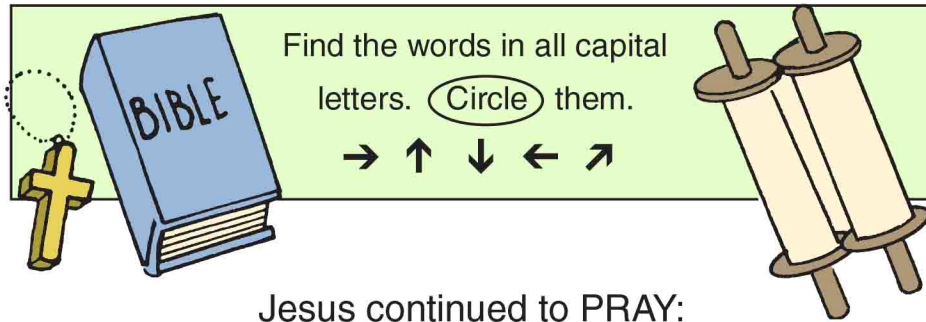 BIBLE
Find the words in all capital
letters. Circle them.
→ ↑ ↓ ← ↗
Jesus continued to PRAY: